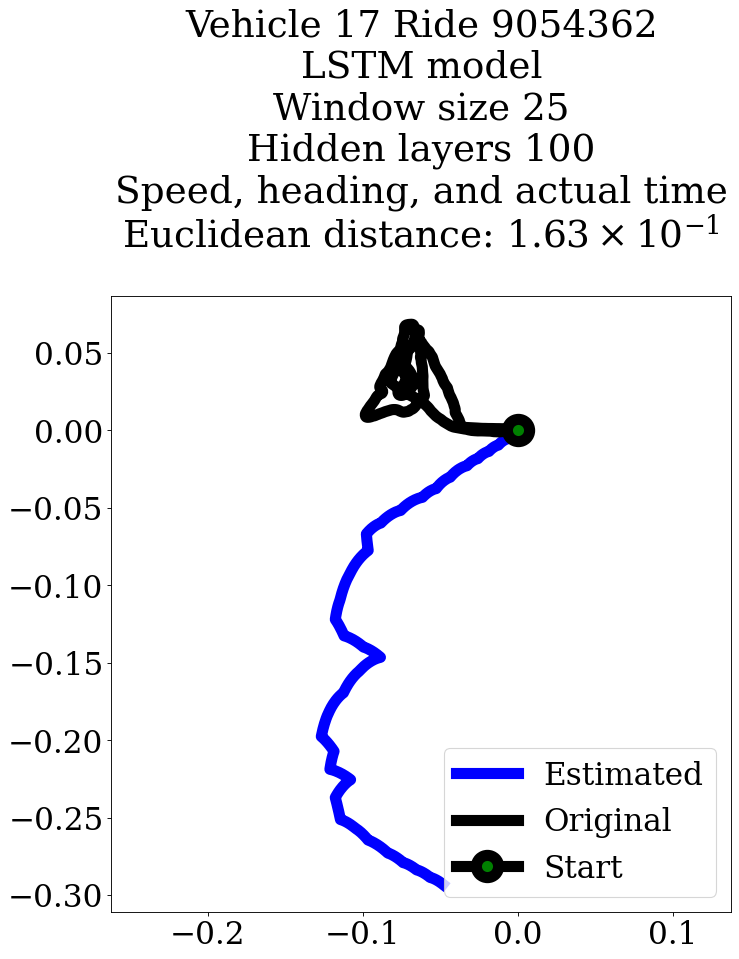 Vehicle 17 Ride 9054362
LSTM model
Window size 25
Hidden layers 100
Speed, heading, and actual time
Euclidean distance: 1.63 × 10⁻¹
0.05
0.00
−0.05
−0.10
−0.15
−0.20
−0.25
−0.30
Estimated
Original
Start
−0.2
−0.1
0.0
0.1